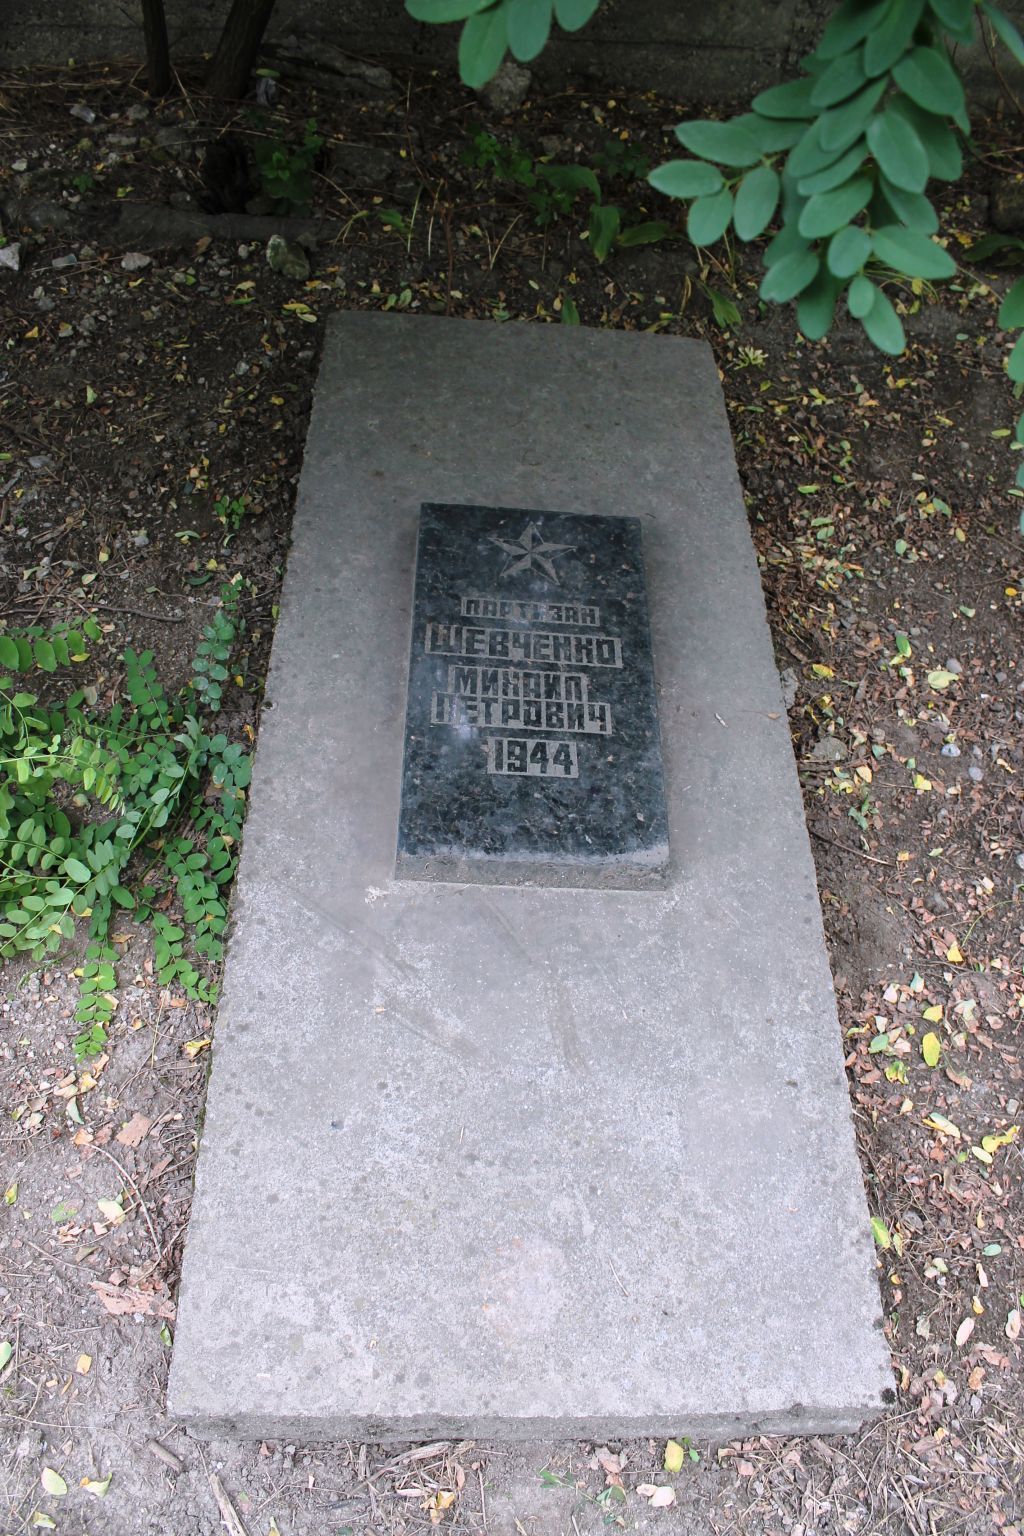 ПАРТИЗАН
ШЕВЧЕНКО
МИХАИЛ
ПЕТРОВИЧ
1944